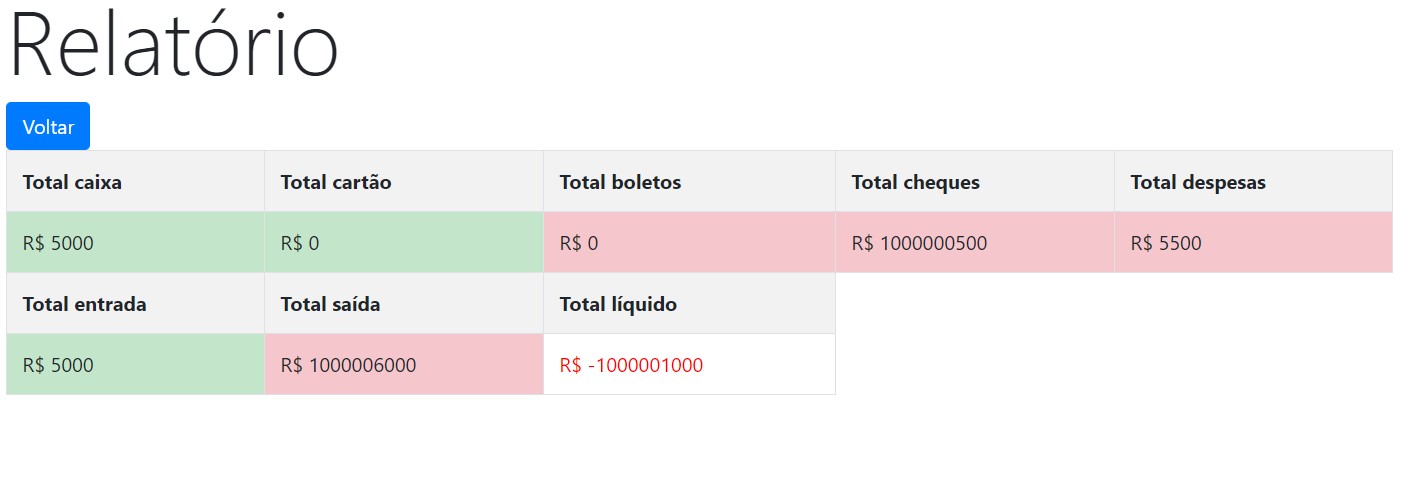 Relatório
Voltar
Total caixa Total cartão Total boletos Total cheques Total despesas
R$ 5000 R$ 0 R$ 0 R$ 1000000500 R$ 5500
Total entrada Total saída Total líquido
R$ 5000 R$ 1000006000 R$ -1000001000